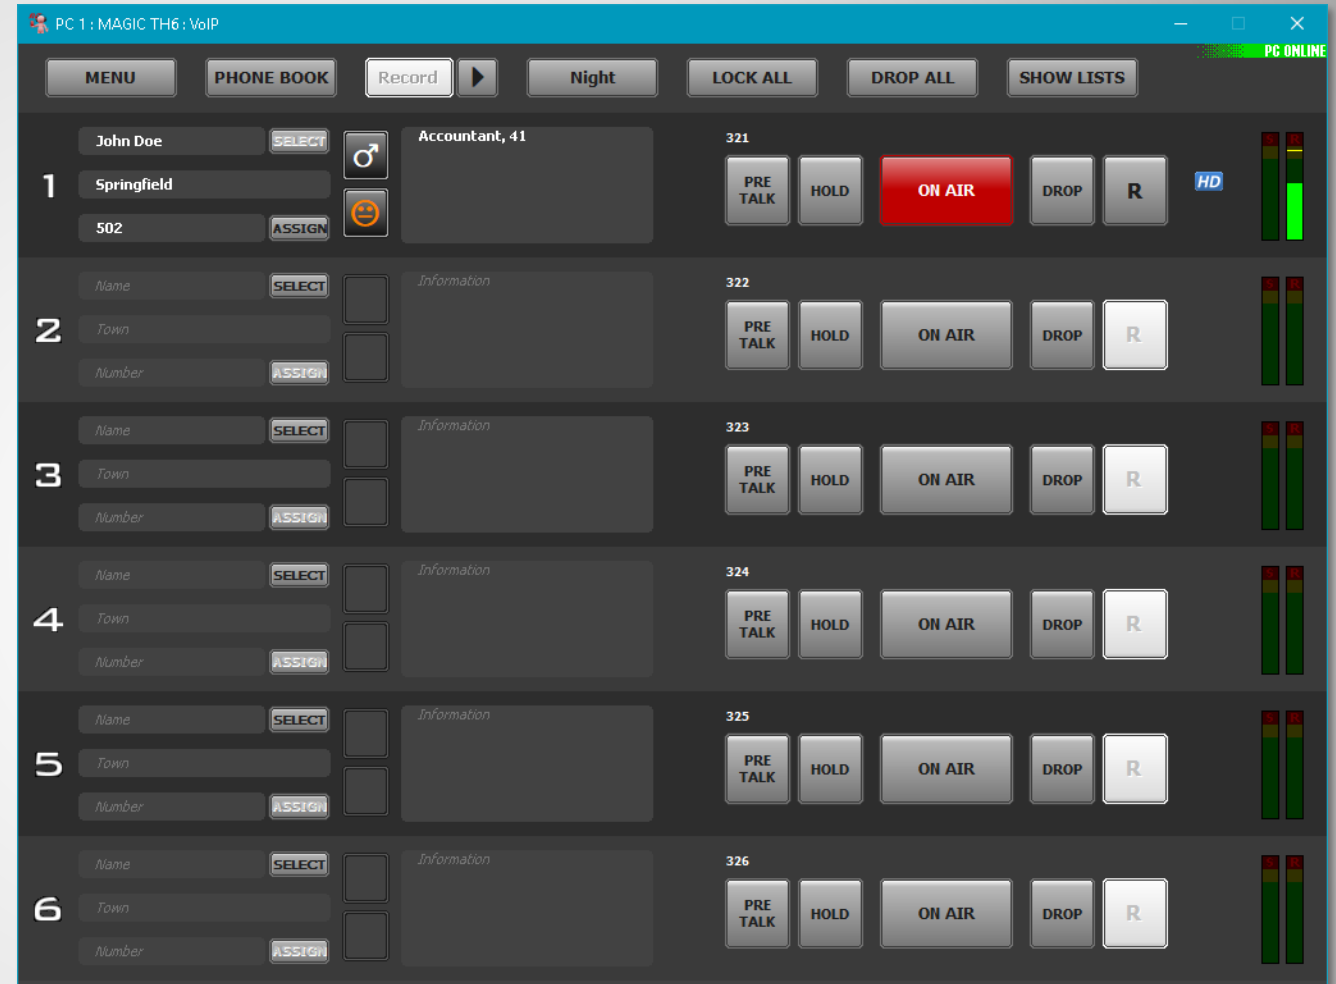 PC 1 : MAGIC TH6 : VoIP
PC ONLINE
MENU PHONE BOOK Record Night LOCK ALL DROP ALL SHOW LISTS
1
John Doe SELECT
Springfield
502 ASSIGN
Accountant, 41
321
PRE TALK HOLD ON AIR DROP R
HD
S R
2
Name SELECT
Town
Number ASSIGN
Information
322
PRE TALK HOLD ON AIR DROP R
S R
3
Name SELECT
Town
Number ASSIGN
Information
323
PRE TALK HOLD ON AIR DROP R
S R
4
Name SELECT
Town
Number ASSIGN
Information
324
PRE TALK HOLD ON AIR DROP R
S R
5
Name SELECT
Town
Number ASSIGN
Information
325
PRE TALK HOLD ON AIR DROP R
S R
6
Name SELECT
Town
Number ASSIGN
Information
326
PRE TALK HOLD ON AIR DROP R
S R